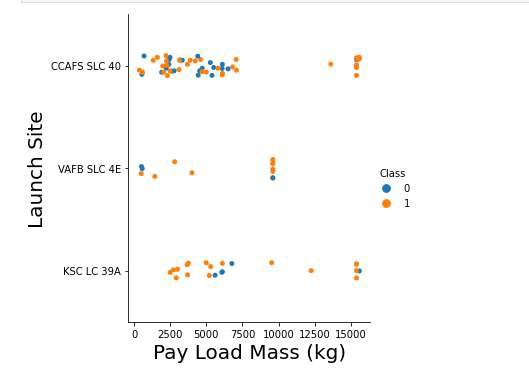 CCAFS SLC 40
VAFB SLC 4E
KSC LC 39A
Launch Site
0 2500 5000 7500 10000 12500 15000
Pay Load Mass (kg)
Class
0
1